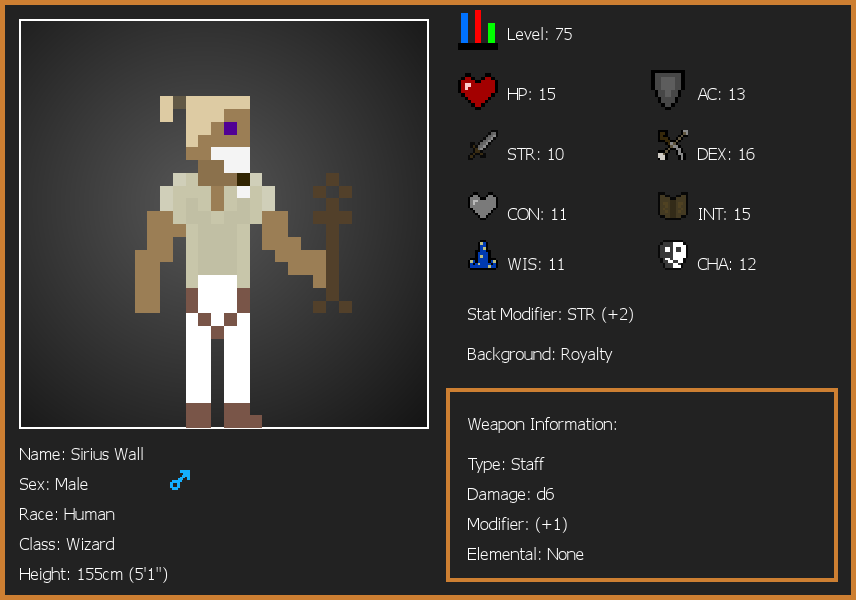 Level: 75
HP: 15
AC: 13
STR: 10
DEX: 16
CON: 11
INT: 15
WIS: 11
CHA: 12
Stat Modifier: STR (+2)
Background: Royalty
Weapon Information:
Type: Staff
Damage: d6
Modifier: (+1)
Elemental: None
Name: Sirius Wall
Sex: Male
Race: Human
Class: Wizard
Height: 155cm (5'1")